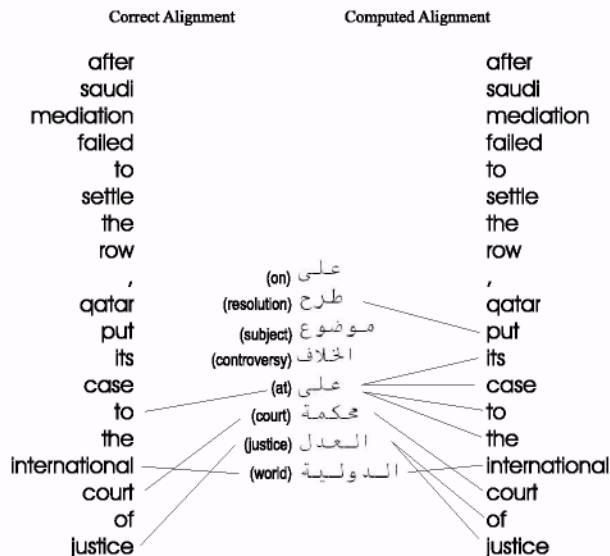 Correct Alignment Computed Alignment
after after
saudi saudi
mediation mediation
failed failed
to to
settle settle
the the
row row
, (on) على ,
qatar (resolution) طرح qatar
put (subject) موضوع put
its (controversy) الخلاف its
case (at) على case
to (court) محكمة to
the (justice) العدل the
international (world) الدولية international
court court
of of
justice justice